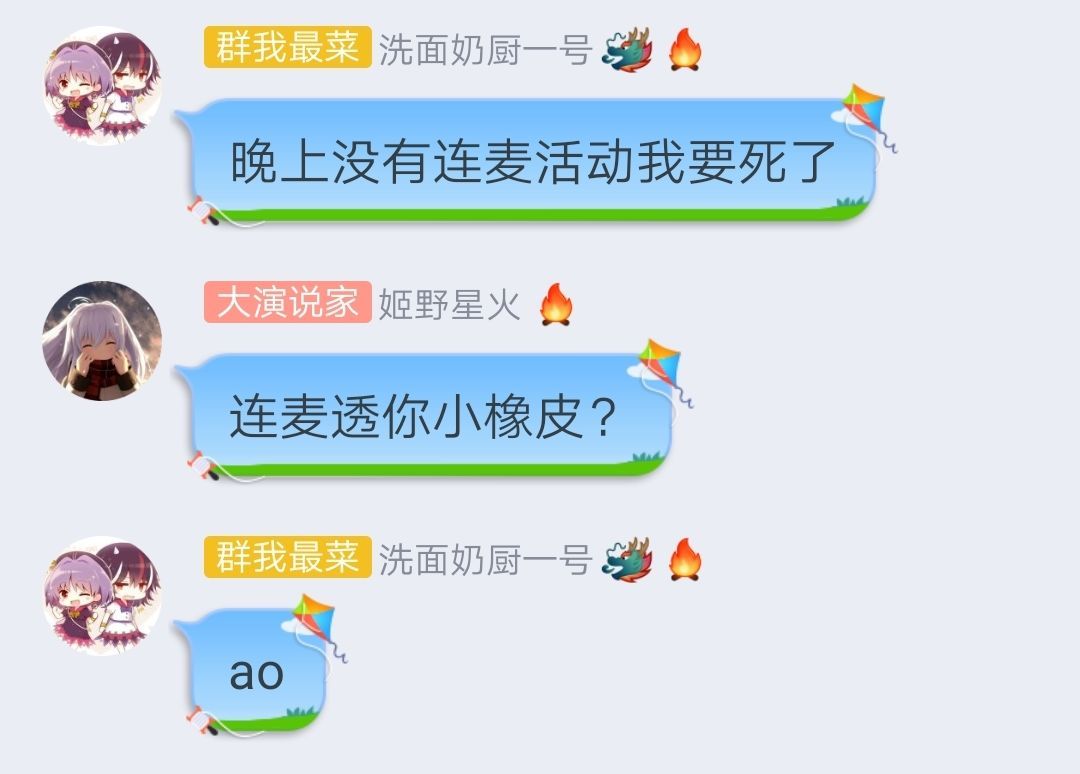 群我最菜 洗面奶厨一号
晚上没有连麦活动我要死了
大演说家 姬野星火
连麦透你小橡皮?
群我最菜 洗面奶厨一号
ao